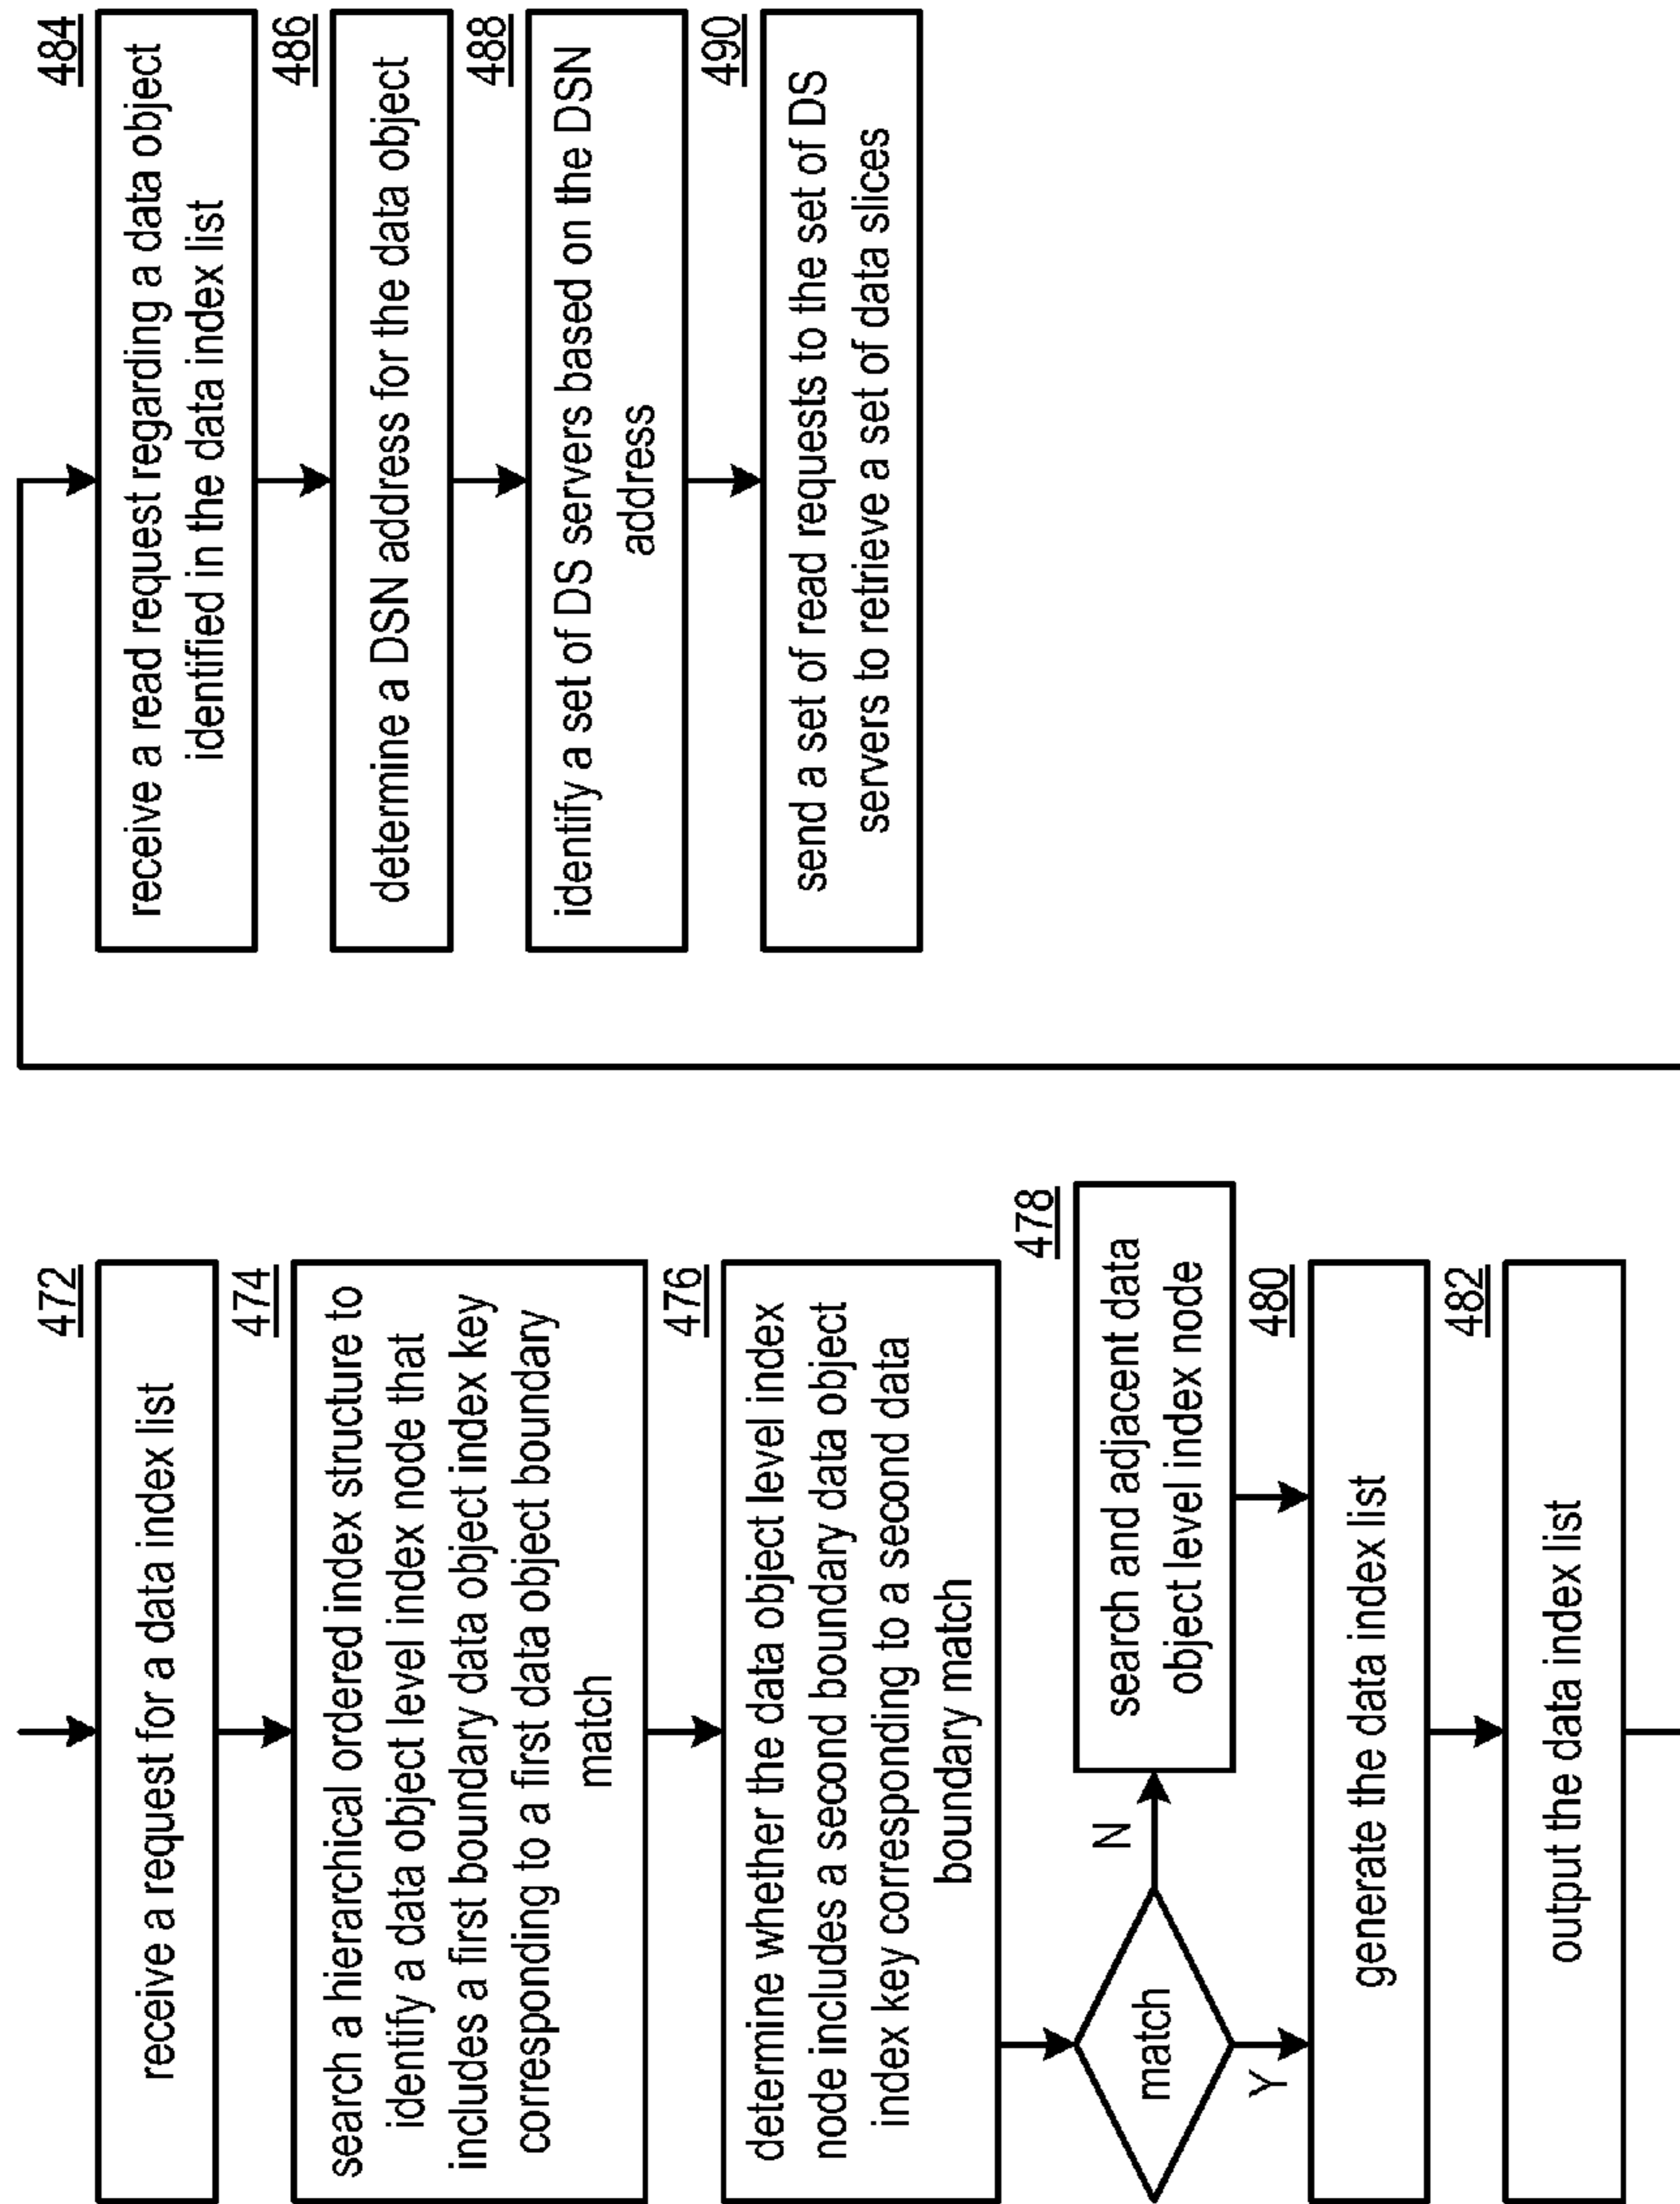 472
receive a request for a data index list
474
search a hierarchical ordered index structure to
identify a data object level index node that
includes a first boundary data object index key
corresponding to a first data object boundary
match
476
determine whether the data object level index
node includes a second boundary data object
index key corresponding to a second data
boundary match
match
N
Y
478
search and adjacent data
object level index node
480
generate the data index list
482
output the data index list
484
receive a read request regarding a data object
identified in the data index list
486
determine a DSN address for the data object
488
identify a set of DS servers based on the DSN
address
490
send a set of read requests to the set of DS
servers to retrieve a set of data slices